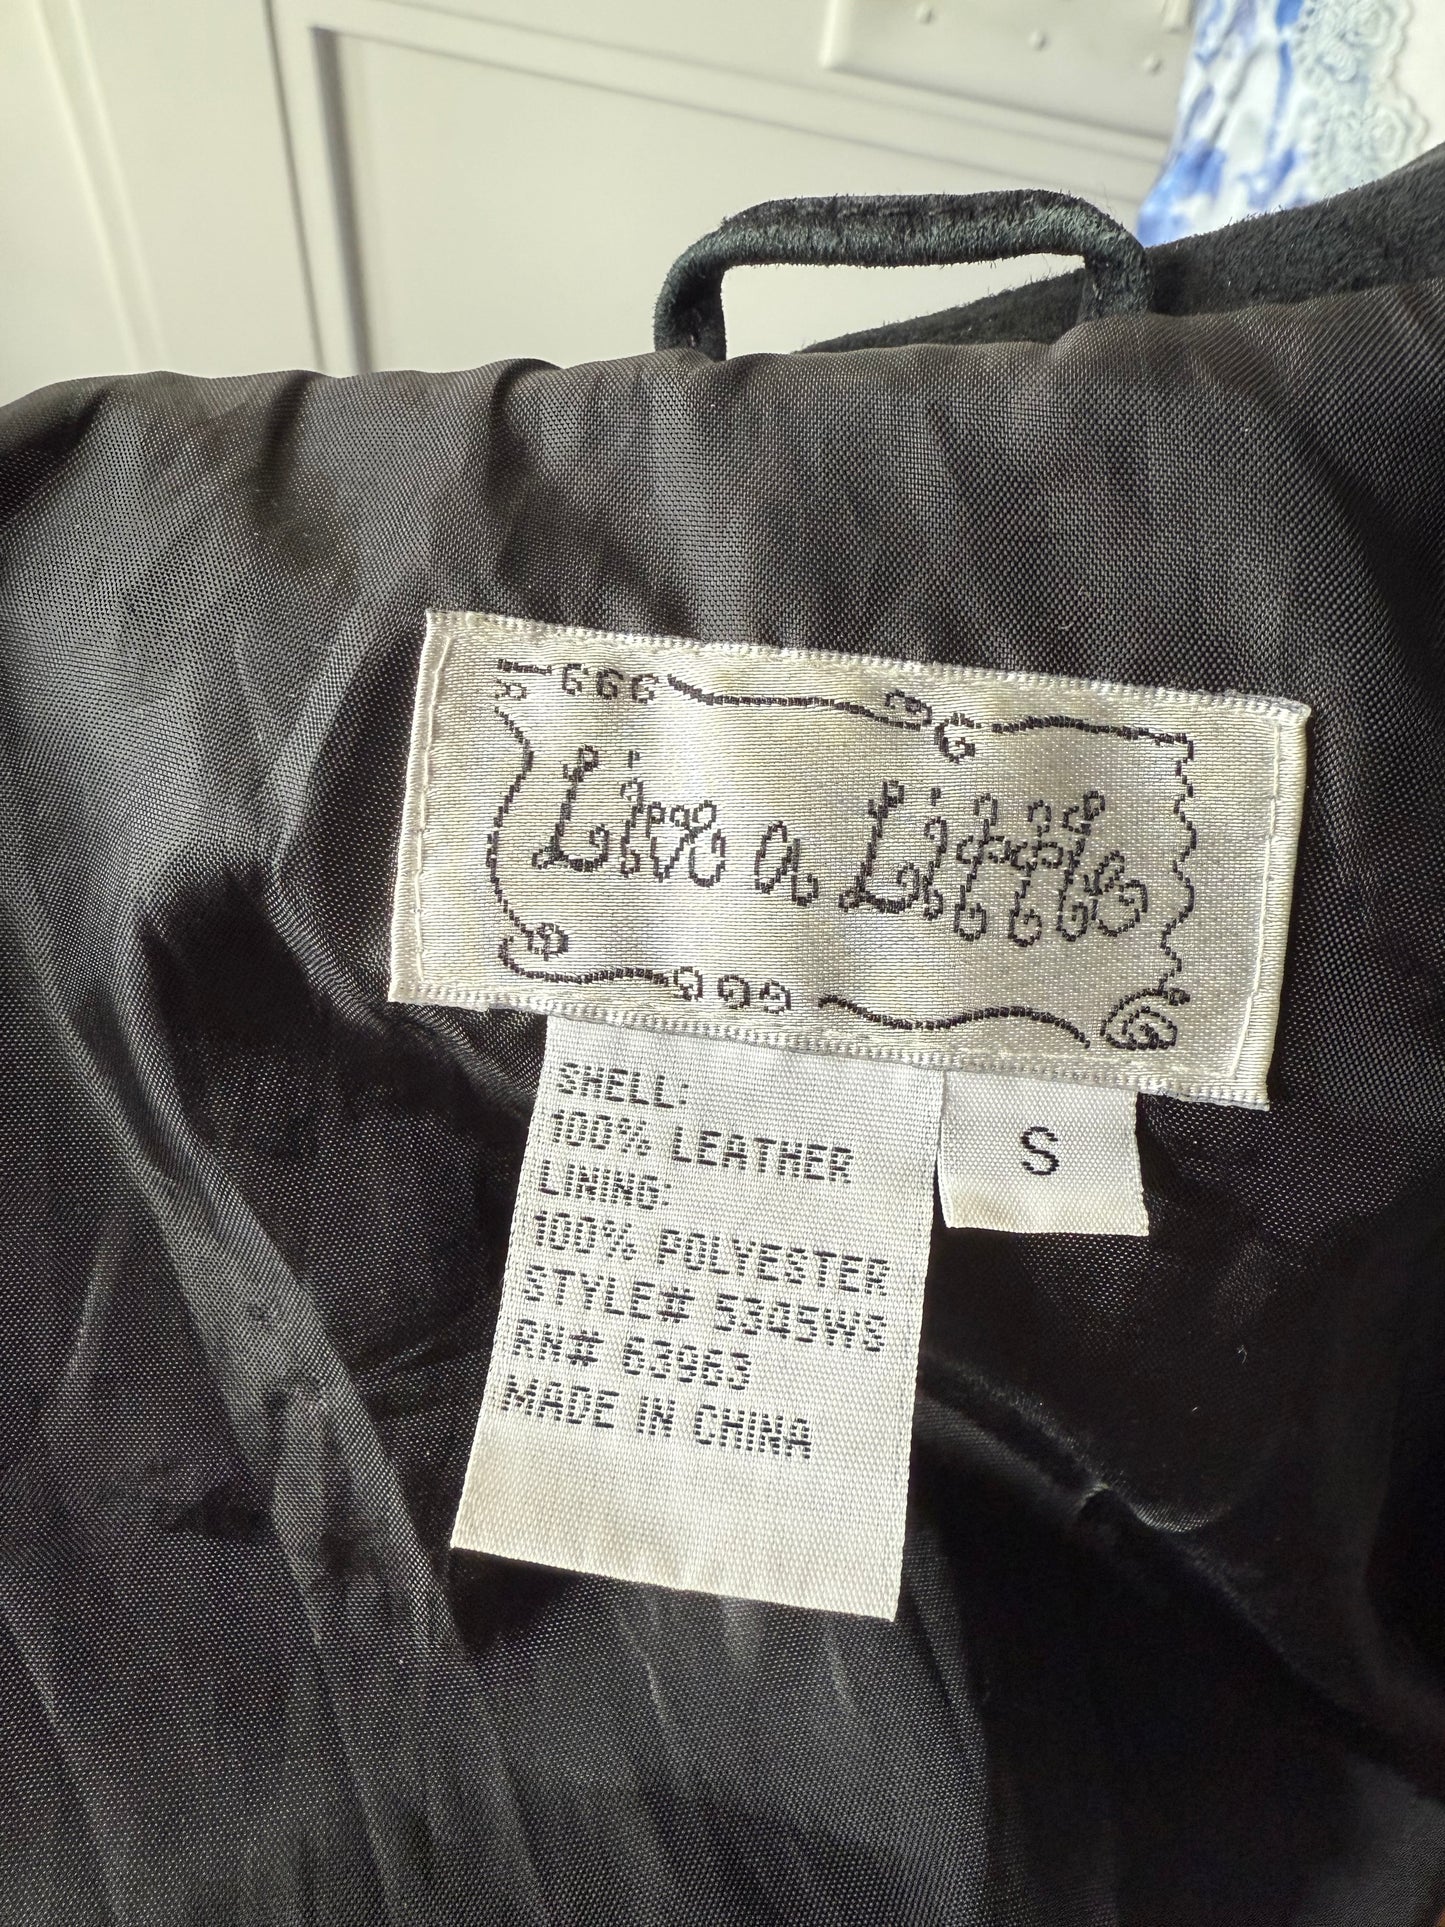 Live a Little
SHELL:
100% LEATHER
LINING:
100% POLYESTER
STYLE# 5345WS
RN# 63963
MADE IN CHINA
S